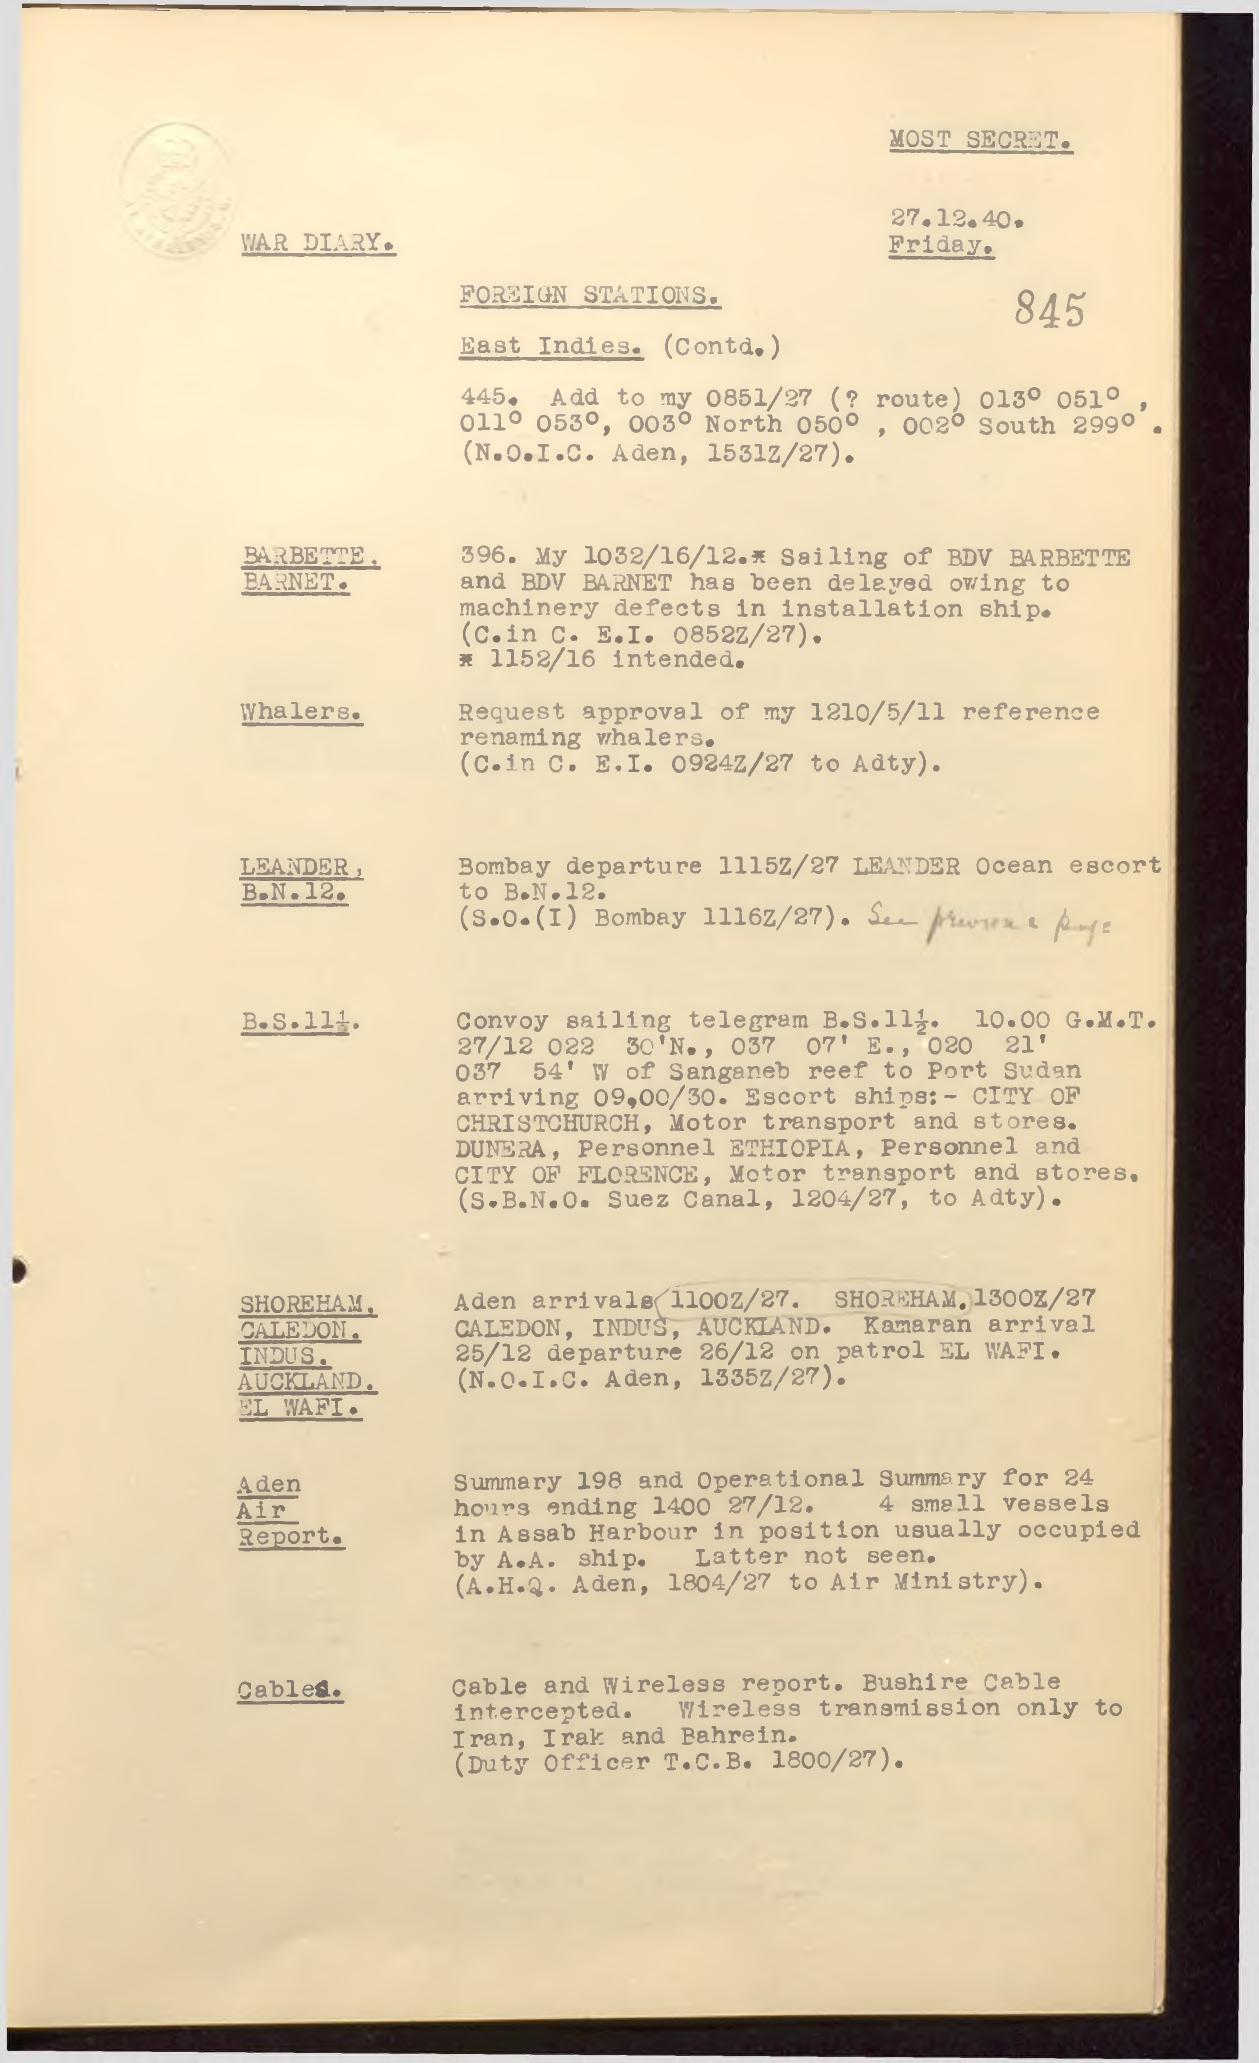 MOST SECRET.
27.12.40.
Friday.
WAR DIARY.
FOREIGN STATIONS.
845
East Indies. (Contd.)
445. Add to my 0851/27 (? route) 013° 051° ,
011° 053°, 003° North 050° , 002° South 299° .
(N.O.I.C. Aden, 1531Z/27).
BARBETTE.
BARNET.
396. My 1032/16/12.* Sailing of BDV BARBETTE
and BDV BARNET has been delayed owing to
machinery defects in installation ship.
(C.in C. E.I. 0852Z/27).
* 1152/16 intended.
Whalers.
Request approval of my 1210/5/11 reference
renaming whalers.
(C.in C. E.I. 0924Z/27 to Adty).
LEANDER,
B.N.12.
Bombay departure 1115Z/27 LEANDER Ocean escort
to B.N.12.
(S.O.(I) Bombay 1116Z/27). See previous page
B.S.11½.
Convoy sailing telegram B.S.11½. 10.00 G.M.T.
27/12 022 30'N., 037 07' E., 020 21'
037 54' W of Sanganeb reef to Port Sudan
arriving 09,00/30. Escort ships:- CITY OF
CHRISTCHURCH, Motor transport and stores.
DUNERA, Personnel ETHIOPIA, Personnel and
CITY OF FLORENCE, Motor transport and stores.
(S.B.N.O. Suez Canal, 1204/27, to Adty).
SHOREHAM.
CALEDON.
INDUS.
AUCKLAND.
EL WAFI.
Aden arrivals 1100Z/27. SHOREHAM. 1300Z/27
CALEDON, INDUS, AUCKLAND. Kamaran arrival
25/12 departure 26/12 on patrol EL WAFI.
(N.O.I.C. Aden, 1335Z/27).
Aden
Air
Report.
Summary 198 and Operational Summary for 24
hours ending 1400 27/12. 4 small vessels
in Assab Harbour in position usually occupied
by A.A. ship. Latter not seen.
(A.H.Q. Aden, 1804/27 to Air Ministry).
Cables.
Cable and Wireless report. Bushire Cable
intercepted. Wireless transmission only to
Iran, Irak and Bahrein.
(Duty Officer T.C.B. 1800/27).